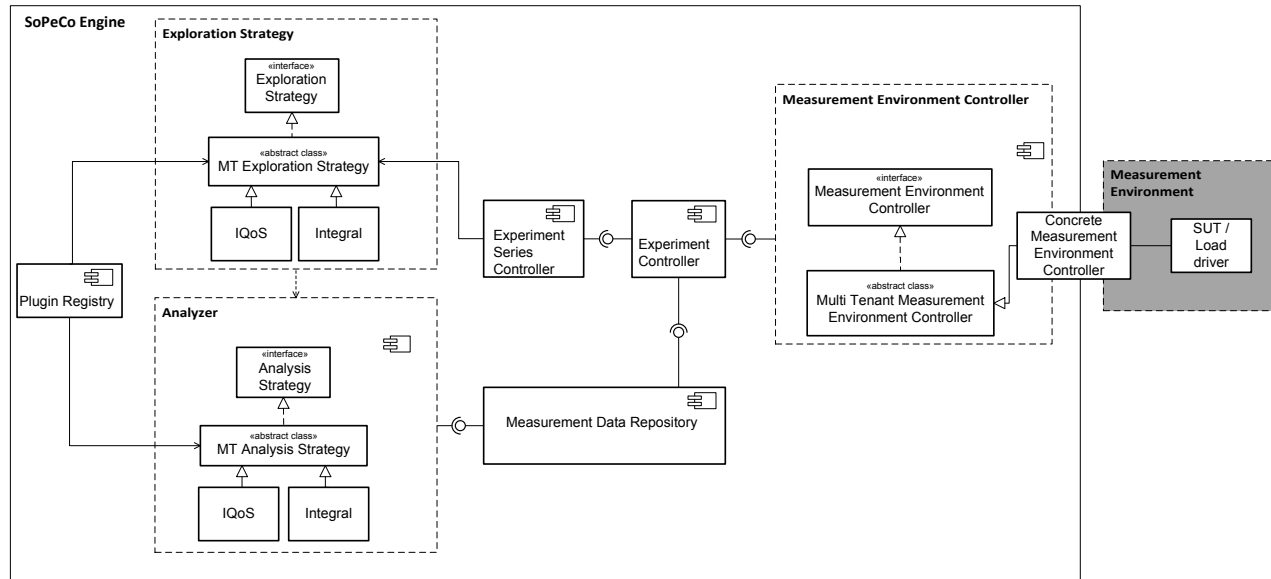 SoPeCo Engine
Exploration Strategy
«interface»
Exploration
Strategy
«abstract class»
MT Exploration Strategy
IQoS
Integral
Plugin Registry
Analyzer
«interface»
Analysis
Strategy
«abstract class»
MT Analysis Strategy
IQoS
Integral
Experiment
Series
Controller
Experiment
Controller
Measurement Data Repository
Measurement Environment Controller
«interface»
Measurement Environment
Controller
«abstract class»
Multi Tenant Measurement
Environment Controller
Concrete
Measurement
Environment
Controller
Measurement
Environment
SUT /
Load
driver